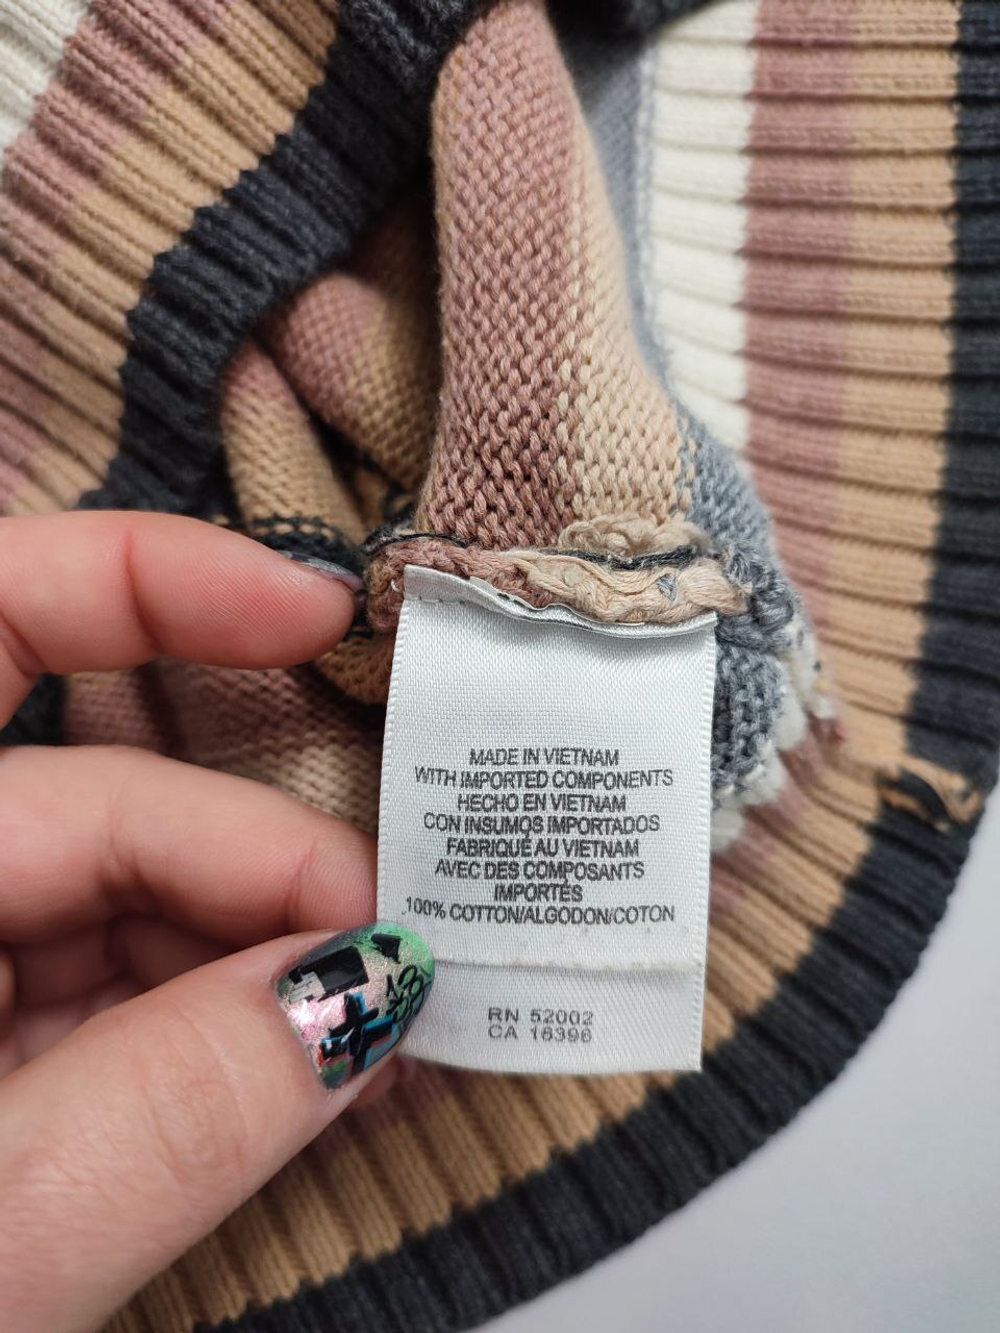 MADE IN VIETNAM
WITH IMPORTED COMPONENTS
HECHO EN VIETNAM
CON INSUMOS IMPORTADOS
FABRIQUÉ AU VIETNAM
AVEC DES COMPOSANTS
IMPORTÉS
100% COTTON/ALGODON/COTON
RN 52002
CA 16396